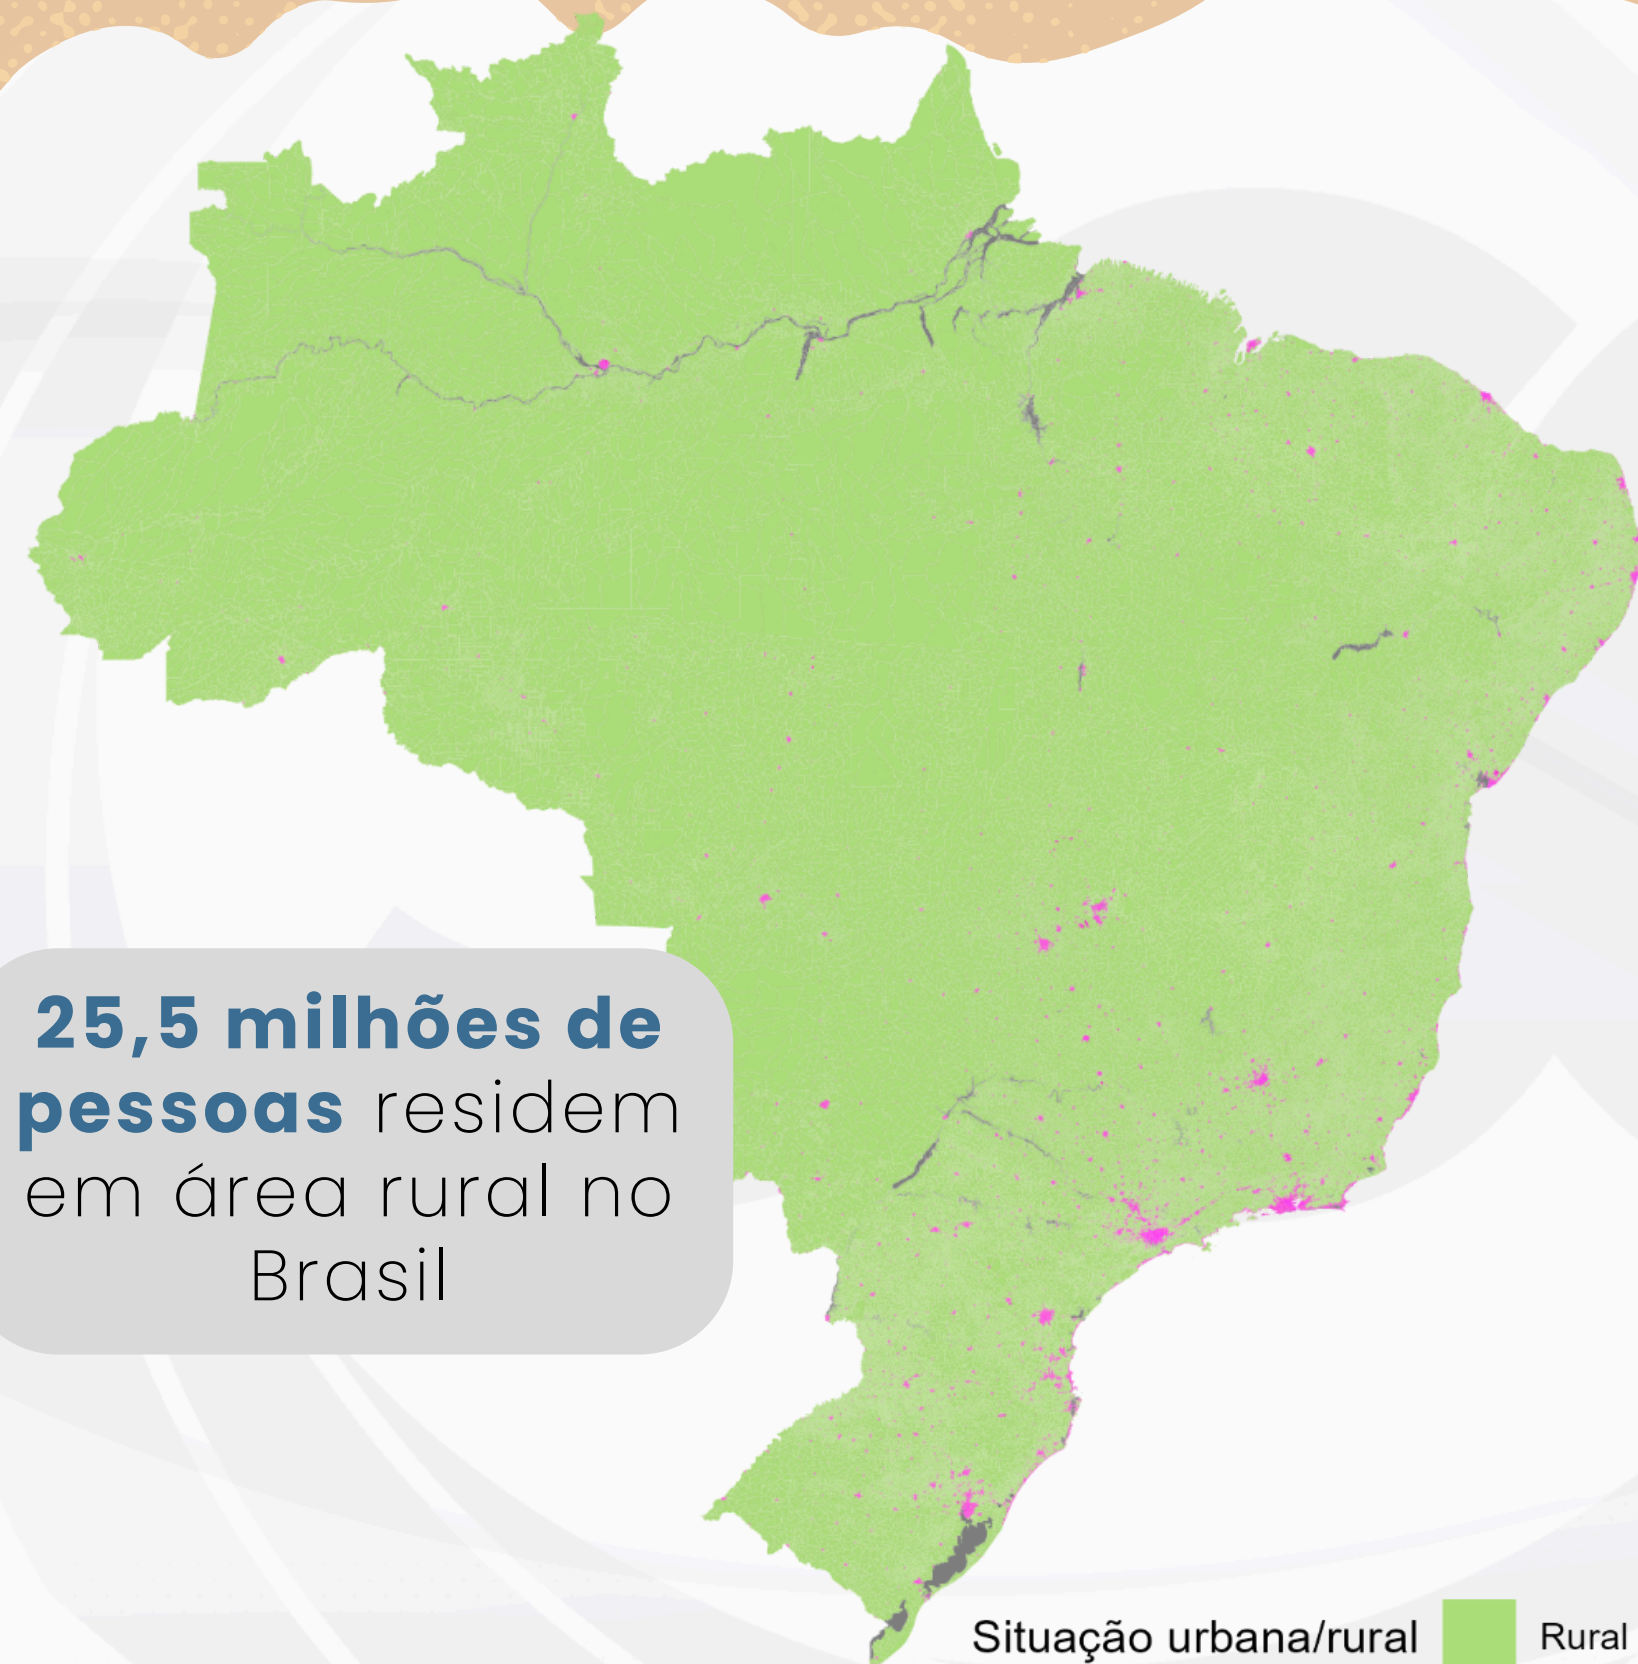 25,5 milhões de
pessoas residem
em área rural no
Brasil
Situação urbana/rural Rural